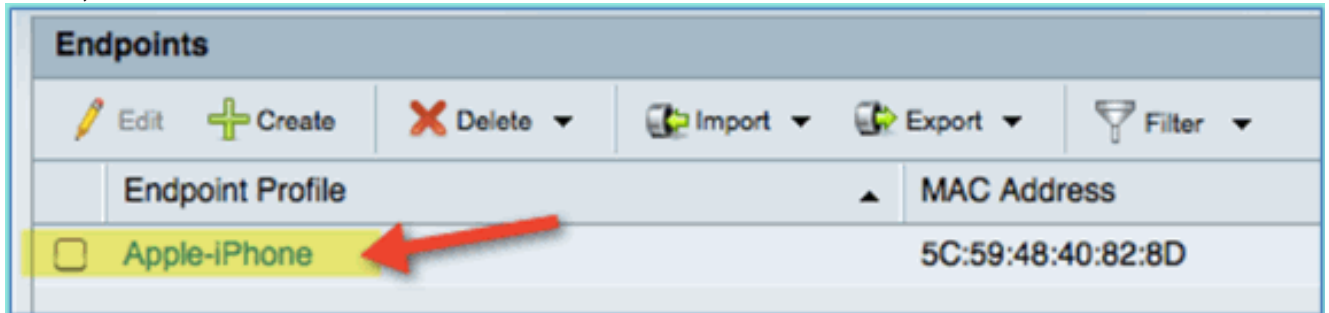 Endpoints
Edit Create Delete Import Export Filter
Endpoint Profile MAC Address
Apple-iPhone 5C:59:48:40:82:8D